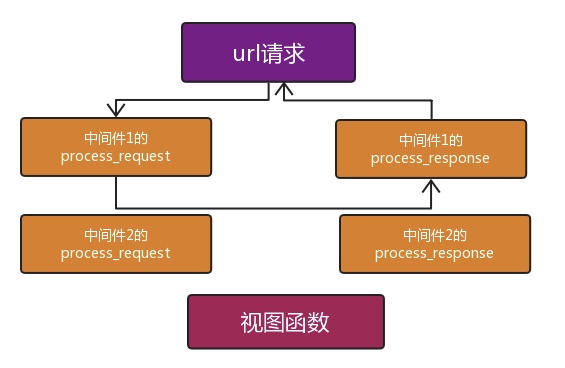 url请求
中间件1的
process_request
中间件1的
process_response
中间件2的
process_request
中间件2的
process_response
视图函数